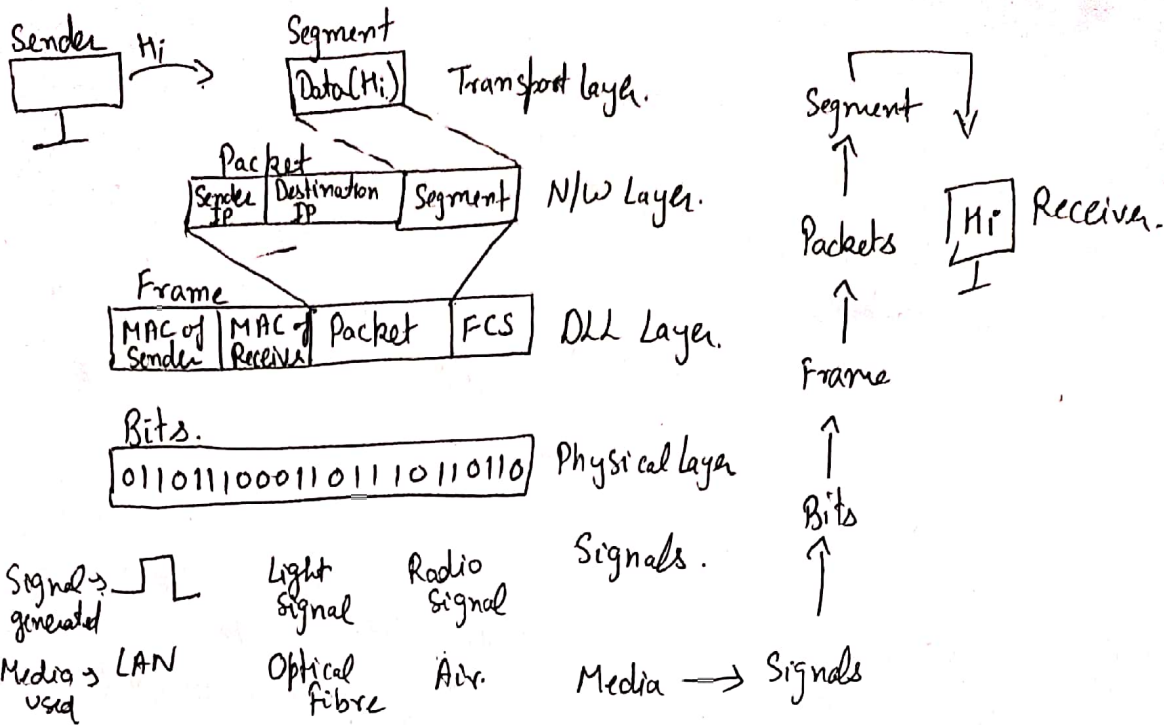 Sender
Hi
Segment
Data(Hi)
Transport layer.
Packet
Sender IP
Destination IP
Segment
N/W Layer.
Frame
MAC of Sender
MAC of Receiver
Packet
FCS
DLL Layer.
Bits.
011011100011011110110110
Physical Layer
Signal generated
Light Signal
Radio Signal
Signals.
Media used
LAN
Optical fibre
Air.
Media → Signals
Bits
Frame
Packets
Segment
Hi
Receiver.